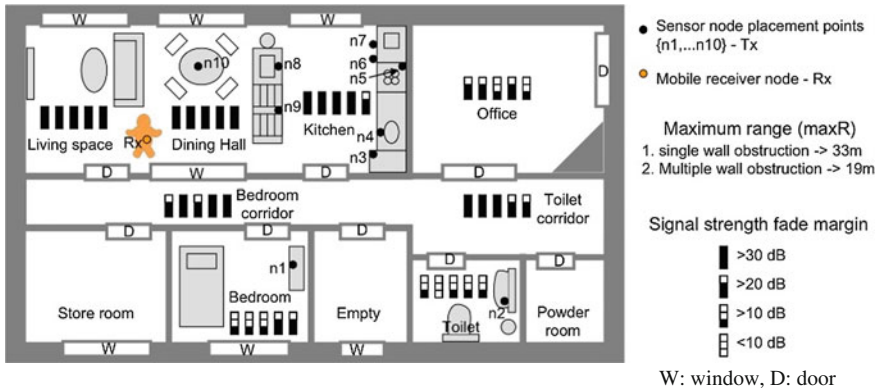 W
W
W
n7
n6
n5
n10
n8
n9
n4
n3
D
Living space
Rx
Dining Hall
Kitchen
Office
D
W
D
D
Bedroom
corridor
Toilet
corridor
D
D
D
D
D
n1
n2
Store room
Bedroom
Empty
Toilet
Powder
room
W
W
W
Sensor node placement points
{n1,...n10} - Tx
Mobile receiver node - Rx
Maximum range (maxR)
1. single wall obstruction -> 33m
2. Multiple wall obstruction -> 19m
Signal strength fade margin
>30 dB
>20 dB
>10 dB
<10 dB
W: window, D: door